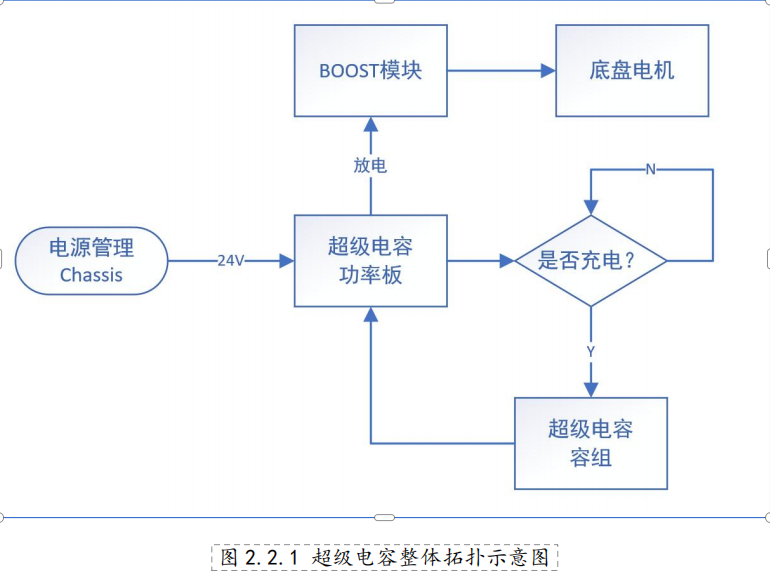 BOOST模块
底盘电机
放电
N
电源管理
Chassis
24V
超级电容
功率板
是否充电？
Y
超级电容
容组
图 2.2.1 超级电容整体拓扑示意图